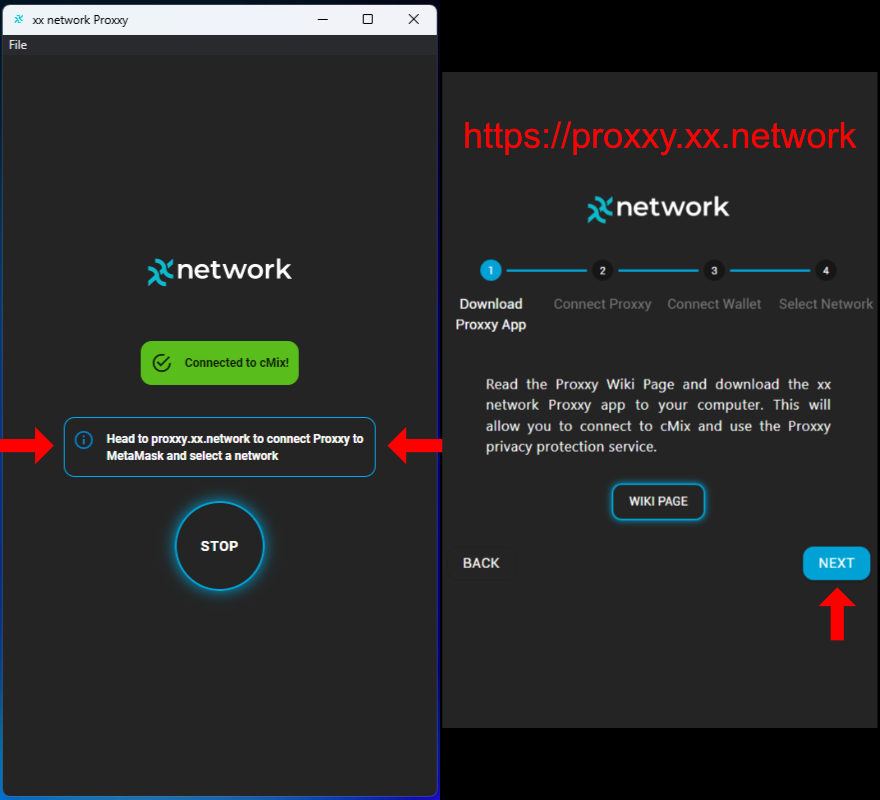 xx network Proxxy
File
network
Connected to cMix!
Head to proxxy.xx.network to connect Proxxy to
MetaMask and select a network
STOP
https://proxxy.xx.network
network
1
2
3
4
Download
Proxxy App
Connect Proxxy
Connect Wallet
Select Network
Read the Proxxy Wiki Page and download the xx
network Proxxy app to your computer. This will
allow you to connect to cMix and use the Proxxy
privacy protection service.
WIKI PAGE
BACK
NEXT